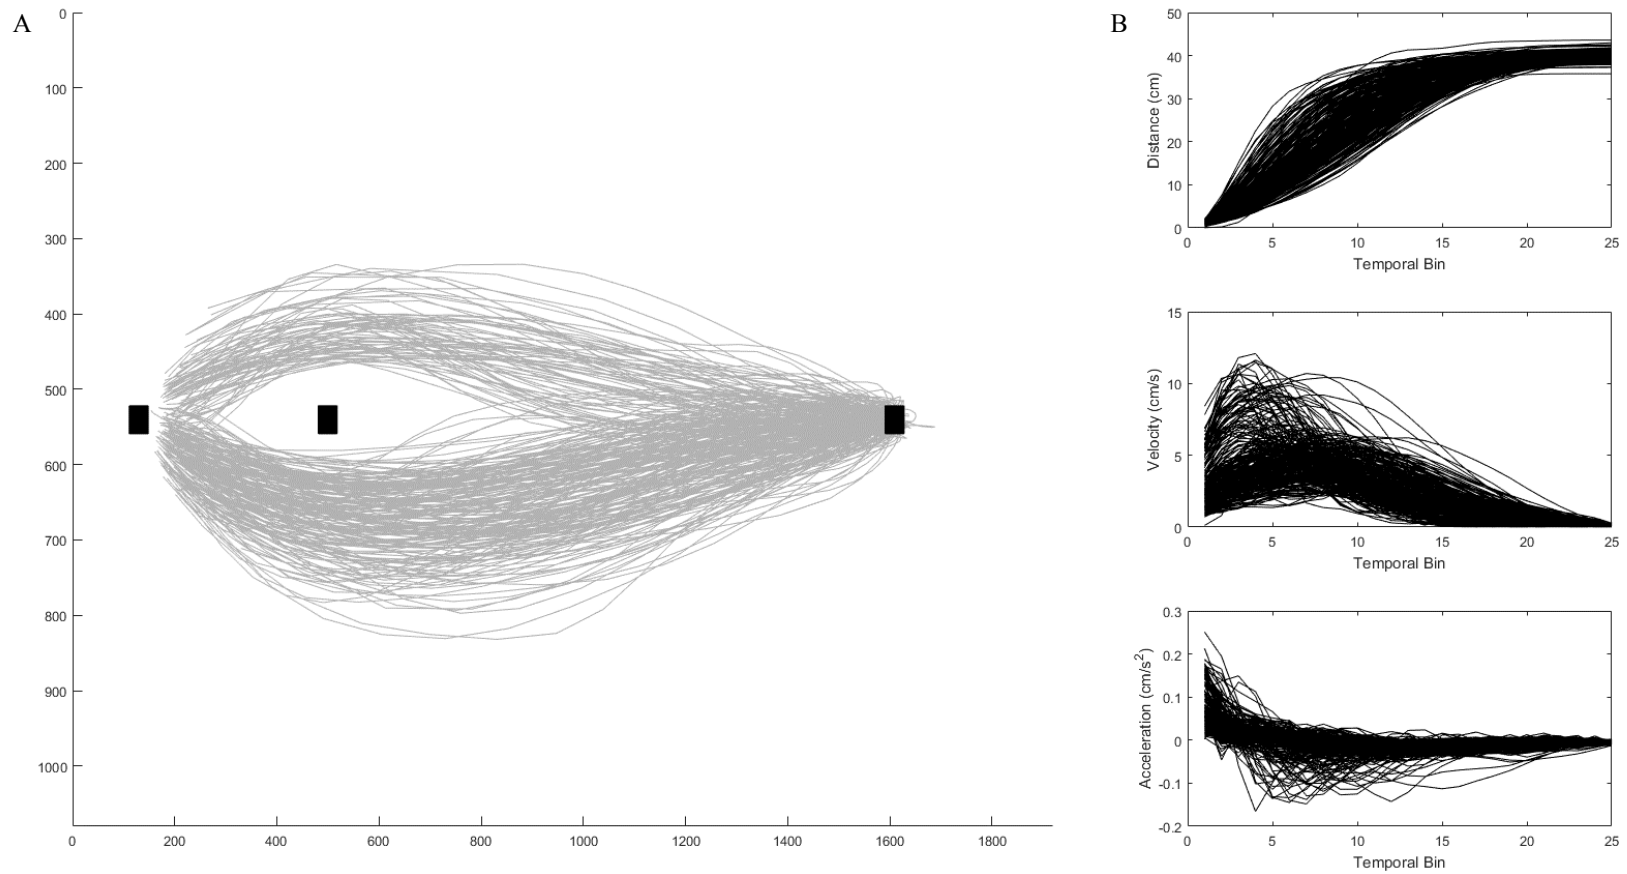 A
0
100
200
300
400
500
600
700
800
900
1000
0 200 400 600 800 1000 1200 1400 1600 1800
B
50
40
30
20
10
0
Distance (cm)
0 5 10 15 20 25
Temporal Bin
15
10
5
0
Velocity (cm/s)
0 5 10 15 20 25
Temporal Bin
0.3
0.2
0.1
0
-0.1
-0.2
Acceleration (cm/s²)
0 5 10 15 20 25
Temporal Bin